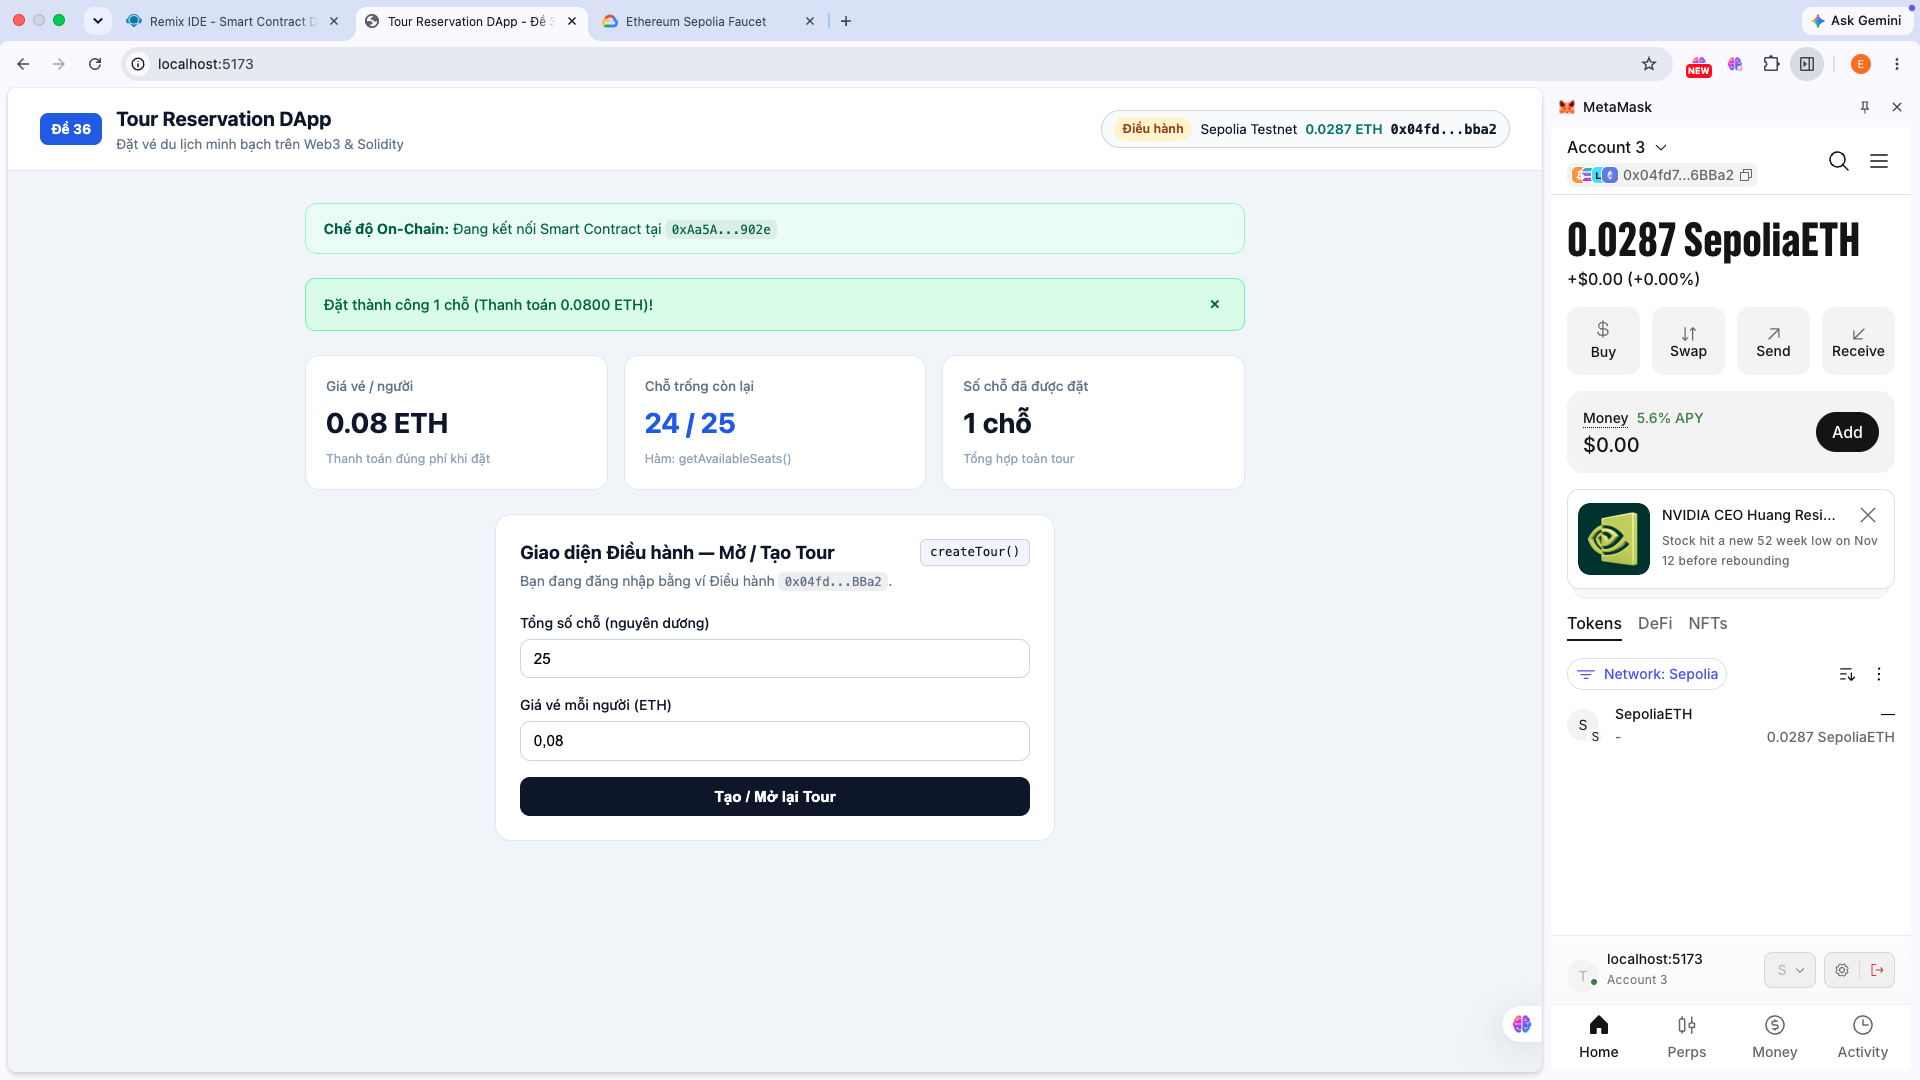 Remix IDE - Smart Contract D
Tour Reservation DApp - Đề 3
Ethereum Sepolia Faucet
Ask Gemini
localhost:5173
NEW
E
Đề 36
Tour Reservation DApp
Đặt vé du lịch minh bạch trên Web3 & Solidity
Điều hành Sepolia Testnet 0.0287 ETH 0x04fd...bba2
Chế độ On-Chain: Đang kết nối Smart Contract tại 0xAa5A...902e
Đặt thành công 1 chỗ (Thanh toán 0.0800 ETH)!
Giá vé / người
0.08 ETH
Thanh toán đúng phí khi đặt
Chỗ trống còn lại
24 / 25
Hàm: getAvailableSeats()
Số chỗ đã được đặt
1 chỗ
Tổng hợp toàn tour
Giao diện Điều hành — Mở / Tạo Tour
createTour()
Bạn đang đăng nhập bằng ví Điều hành 0x04fd...BBa2.
Tổng số chỗ (nguyên dương)
25
Giá vé mỗi người (ETH)
0,08
Tạo / Mở lại Tour
MetaMask
Account 3
0x04fd7...6BBa2
0.0287 SepoliaETH
+$0.00 (+0.00%)
Buy
Swap
Send
Receive
Money 5.6% APY
$0.00
Add
NVIDIA CEO Huang Resi...
Stock hit a new 52 week low on Nov
12 before rebounding
Tokens
DeFi
NFTs
Network: Sepolia
S
S
SepoliaETH
—
-
0.0287 SepoliaETH
T
localhost:5173
Account 3
S
Home
Perps
Money
Activity